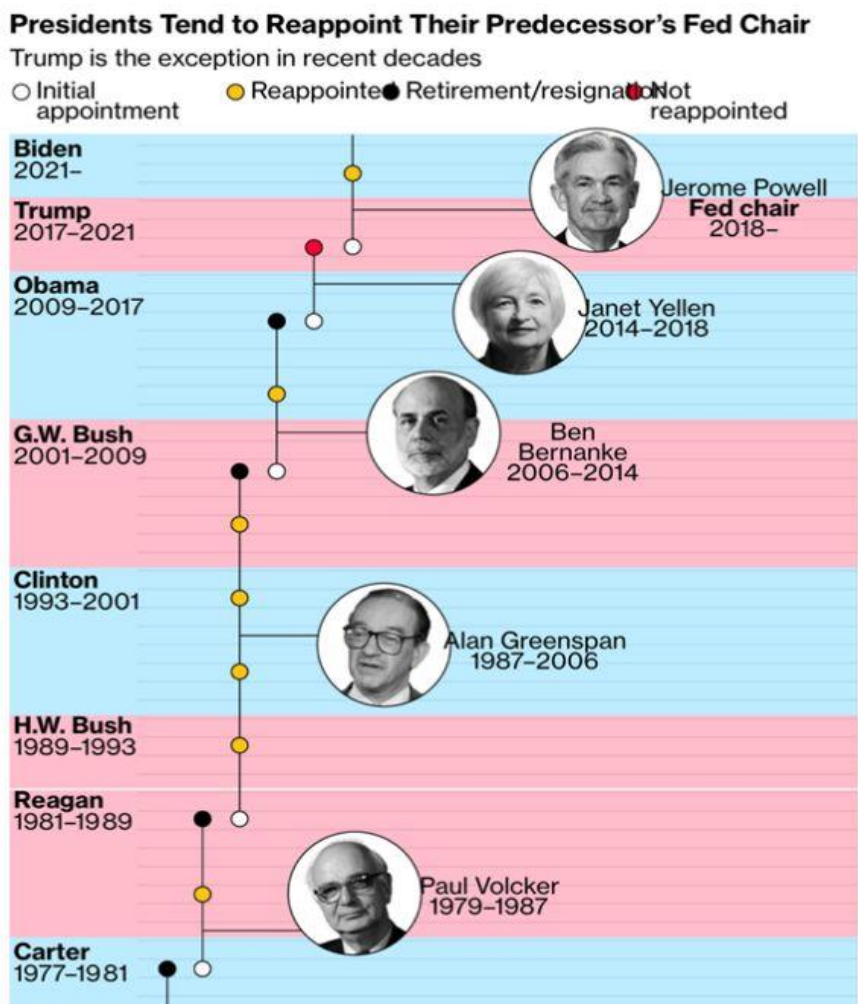 Presidents Tend to Reappoint Their Predecessor's Fed Chair
Trump is the exception in recent decades
Initial appointment
Reappointed
Retirement/resignation
Not reappointed
Biden
2021–
Jerome Powell
Fed chair
2018–
Trump
2017–2021
Obama
2009–2017
Janet Yellen
2014–2018
G.W. Bush
2001–2009
Ben
Bernanke
2006–2014
Clinton
1993–2001
Alan Greenspan
1987–2006
H.W. Bush
1989–1993
Reagan
1981–1989
Paul Volcker
1979–1987
Carter
1977–1981